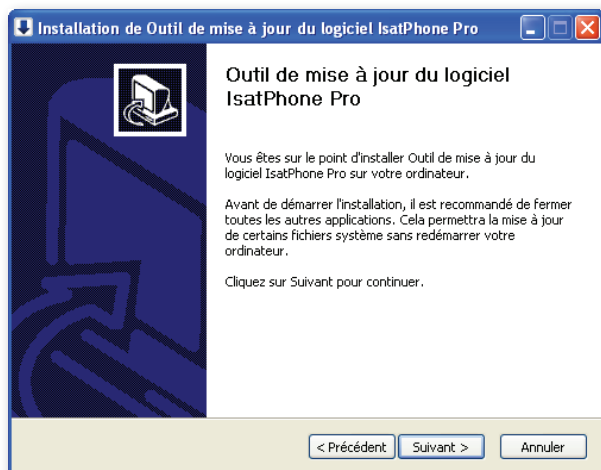 Installation de Outil de mise à jour du logiciel IsatPhone Pro
Outil de mise à jour du logiciel
IsatPhone Pro
Vous êtes sur le point d'installer Outil de mise à jour du
logiciel IsatPhone Pro sur votre ordinateur.
Avant de démarrer l'installation, il est recommandé de fermer
toutes les autres applications. Cela permettra la mise à jour
de certains fichiers système sans redémarrer votre
ordinateur.
Cliquez sur Suivant pour continuer.
< Précédent Suivant > Annuler